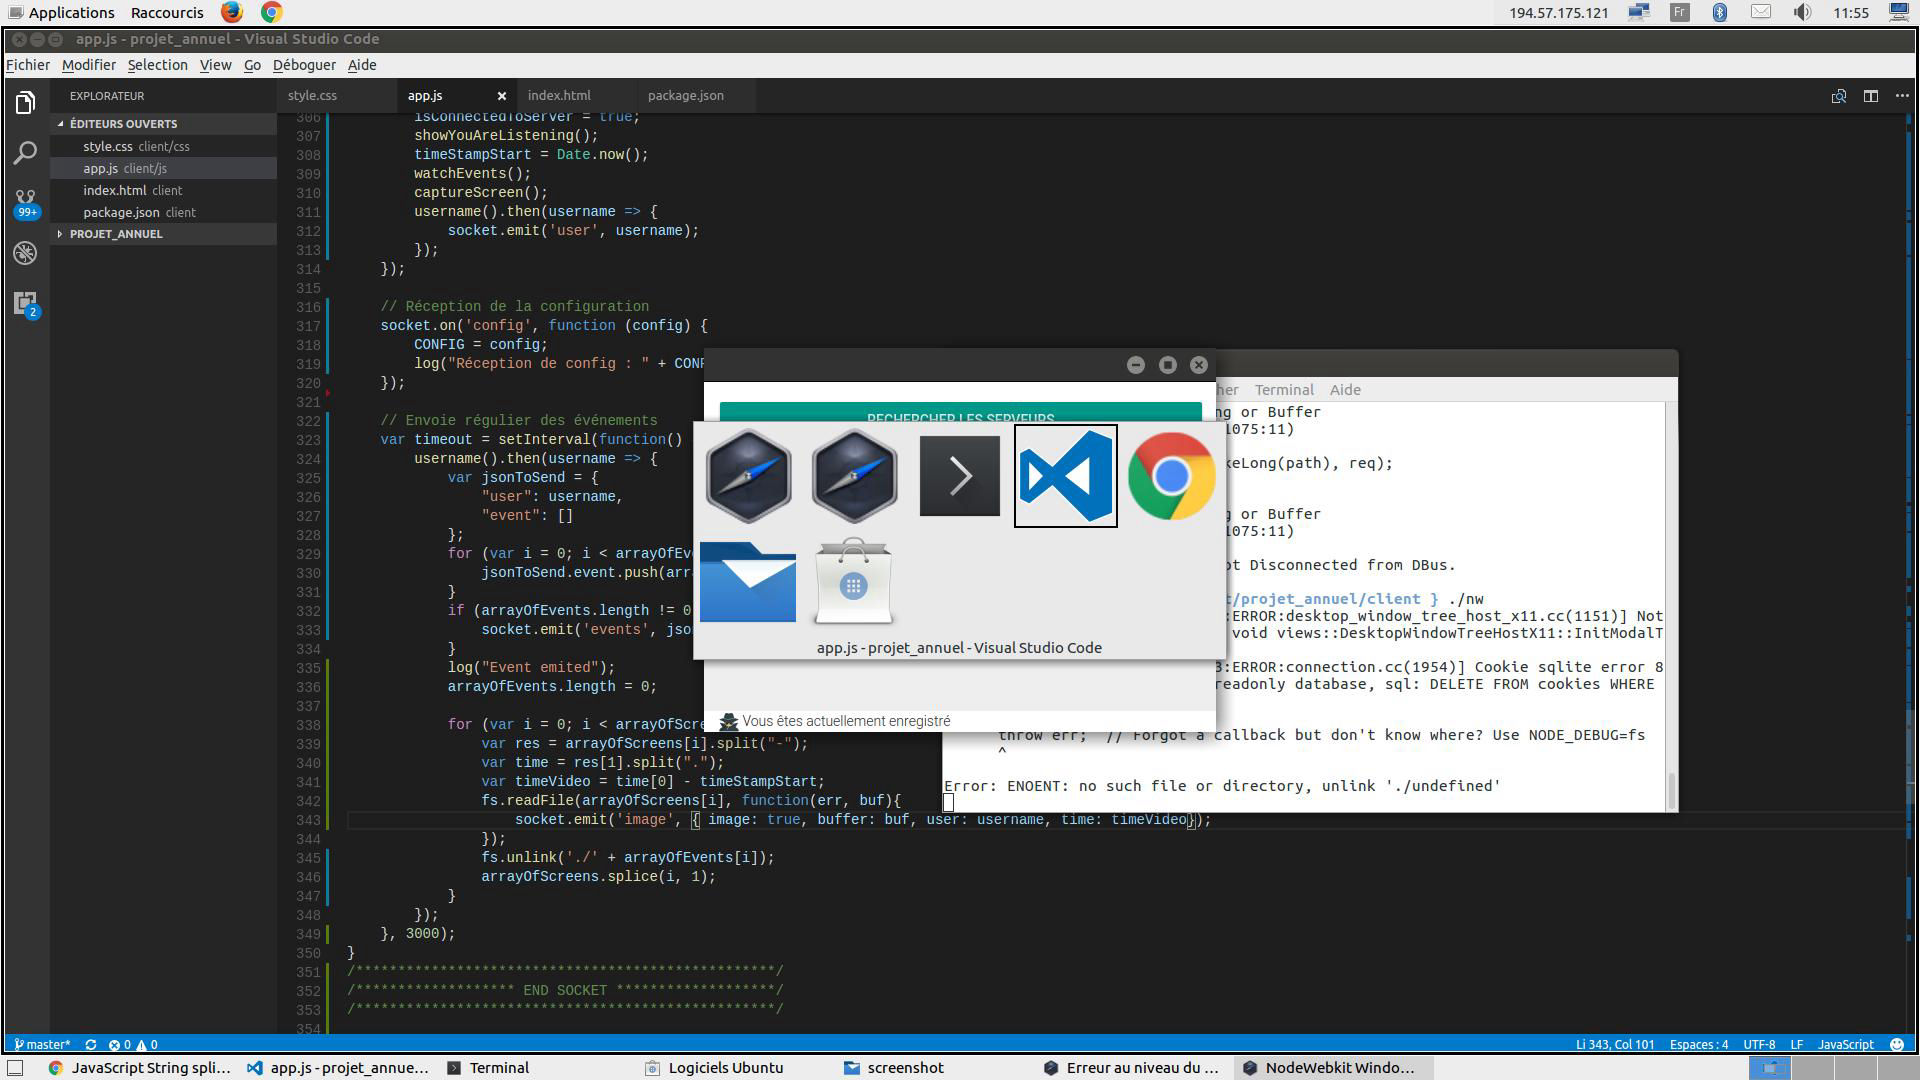 Applications Raccourcis 194.57.175.121 Fr 11:55
app.js - projet_annuel - Visual Studio Code
Fichier Modifier Selection View Go Déboguer Aide
EXPLORATEUR
ÉDITEURS OUVERTS
style.css client/css
app.js client/js
index.html client
package.json client
PROJET_ANNUEL
99+
2
style.css app.js index.html package.json
306 isConnectedToServer = true;
307 showYouAreListening();
308 timeStampStart = Date.now();
309 watchEvents();
310 captureScreen();
311 username().then(username => {
312 socket.emit('user', username);
313 });
314 });
315
316 // Réception de la configuration
317 socket.on('config', function (config) {
318 CONFIG = config;
319 log("Réception de config : " + CONF
320 });
321
322 // Envoie régulier des événements
323 var timeout = setInterval(function()
324 username().then(username => {
325 var jsonToSend = {
326 "user": username,
327 "event": []
328 };
329 for (var i = 0; i < arrayOfEv
330 jsonToSend.event.push(arr
331 }
332 if (arrayOfEvents.length != 0
333 socket.emit('events', jso
334 }
335 log("Event emited");
336 arrayOfEvents.length = 0;
337
338 for (var i = 0; i < arrayOfScre
339 var res = arrayOfScreens[i].split("-");
340 var time = res[1].split(".");
341 var timeVideo = time[0] - timeStampStart;
342 fs.readFile(arrayOfScreens[i], function(err, buf){
343 socket.emit('image', { image: true, buffer: buf, user: username, time: timeVideo});
344 });
345 fs.unlink('./' + arrayOfEvents[i]);
346 arrayOfScreens.splice(i, 1);
347 }
348 });
349 }, 3000);
350 }
351 /**************************************************/
352 /******************* END SOCKET *******************/
353 /**************************************************/
354
RECHERCHER LES SERVEURS
app.js - projet_annuel - Visual Studio Code
Vous êtes actuellement enregistré
her Terminal Aide
ng or Buffer
1075:11)
keLong(path), req);
g or Buffer
1075:11)
ot Disconnected from DBus.
t/projet_annuel/client } ./nw
:ERROR:desktop_window_tree_host_x11.cc(1151)] Not
void views::DesktopWindowTreeHostX11::InitModalT
3:ERROR:connection.cc(1954)] Cookie sqlite error 8
readonly database, sql: DELETE FROM cookies WHERE
throw err; // Forgot a callback but don't know where? Use NODE_DEBUG=fs
^
Error: ENOENT: no such file or directory, unlink './undefined'
master* 0 0 Li 343, Col 101 Espaces : 4 UTF-8 LF JavaScript
JavaScript String spli... app.js - projet_annue... Terminal Logiciels Ubuntu screenshot Erreur au niveau du ... NodeWebkit Windo...